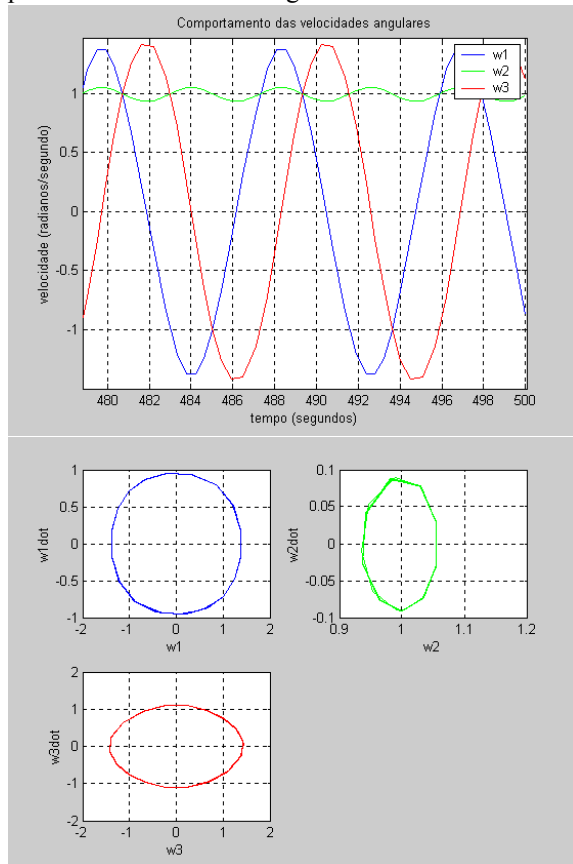 Comportamento das velocidades angulares
w1
w2
w3
velocidade (radianos/segundo)
1
0.5
0
-0.5
-1
480 482 484 486 488 490 492 494 496 498 500
tempo (segundos)
w1dot
1
0.5
0
-0.5
-1
-2 -1 0 1 2
w1
w2dot
0.1
0.05
0
-0.05
-0.1
0.9 1 1.1 1.2
w2
w3dot
2
1
0
-1
-2
-2 -1 0 1 2
w3